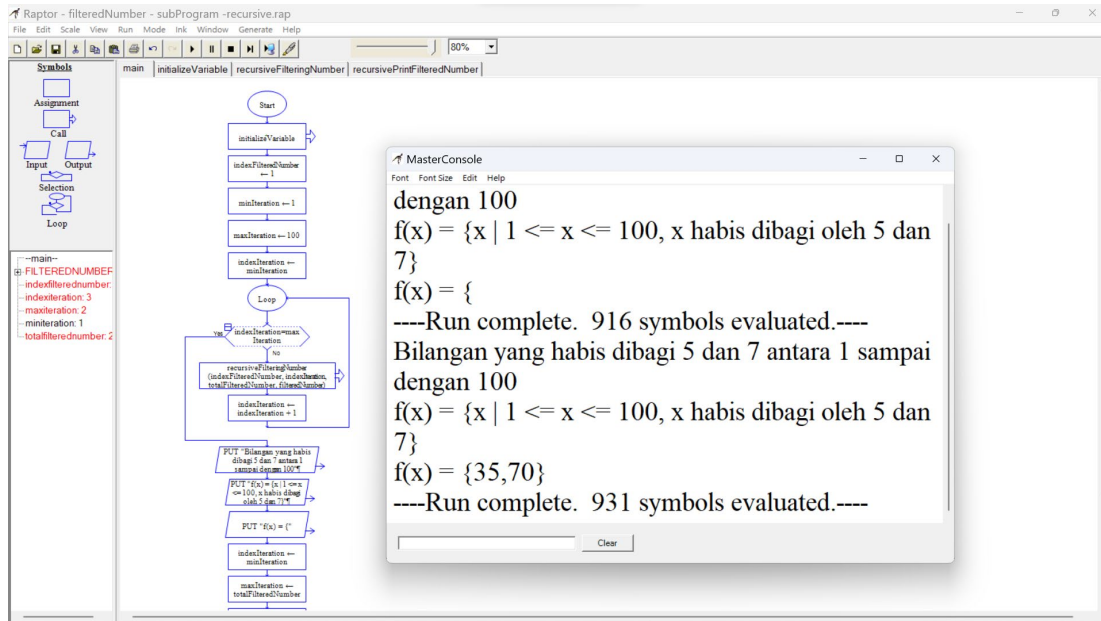 Raptor - filteredNumber - subProgram -recursive.rap
File Edit Scale View Run Mode Ink Window Generate Help
80%
Symbols
Assignment
Call
Input Output
Selection
Loop
--main--
FILTEREDNUMBER
indexfilterednumber:
indexiteration: 3
maxiteration: 2
miniteration: 1
totalfilterednumber: 2
main initializeVariable recursiveFilteringNumber recursivePrintFilteredNumber
Start
initializeVariable
indexFilteredNumber
← 1
minIteration ← 1
maxIteration ← 100
indexIteration ←
minIteration
Loop
Yes
indexIteration=max
Iteration
No
recursiveFilteringNumber
(indexFilteredNumber, indexIteration,
totalFilteredNumber, filteredNumber)
indexIteration ←
indexIteration + 1
PUT "Bilangan yang habis
dibagi 5 dan 7 antara 1
sampai dengan 100"¶
PUT "f(x) = {x | 1 <= x
<= 100, x habis dibagi
oleh 5 dan 7}"¶
PUT "f(x) = {"
indexIteration ←
minIteration
maxIteration ←
totalFilteredNumber
MasterConsole
Font Font Size Edit Help
dengan 100
f(x) = {x | 1 <= x <= 100, x habis dibagi oleh 5 dan
7}
f(x) = {
----Run complete. 916 symbols evaluated.----
Bilangan yang habis dibagi 5 dan 7 antara 1 sampai
dengan 100
f(x) = {x | 1 <= x <= 100, x habis dibagi oleh 5 dan
7}
f(x) = {35,70}
----Run complete. 931 symbols evaluated.----
Clear